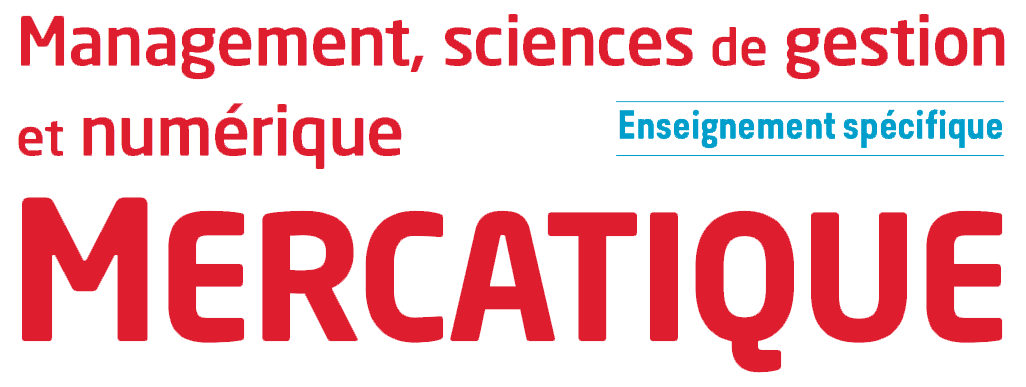 Management, sciences de gestion
et numérique
Enseignement spécifique
MERCATIQUE